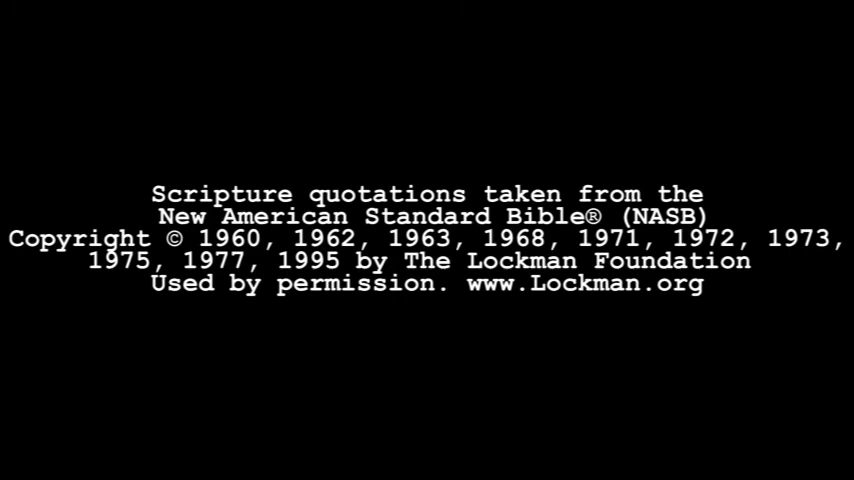 Scripture quotations taken from the
New American Standard Bible® (NASB)
Copyright © 1960, 1962, 1963, 1968, 1971, 1972, 1973,
1975, 1977, 1995 by The Lockman Foundation
Used by permission. www.Lockman.org